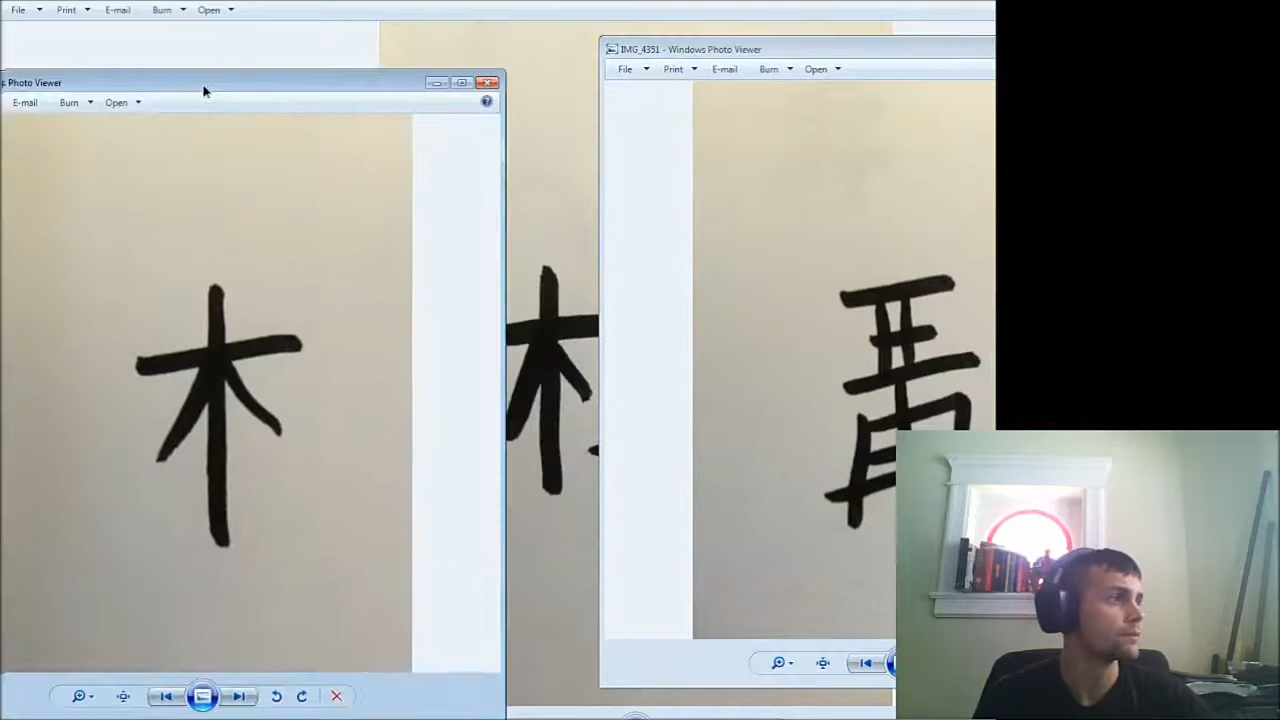 File Print E-mail Burn Open
Photo Viewer
E-mail Burn Open
木
IMG_4351 - Windows Photo Viewer
File Print E-mail Burn Open